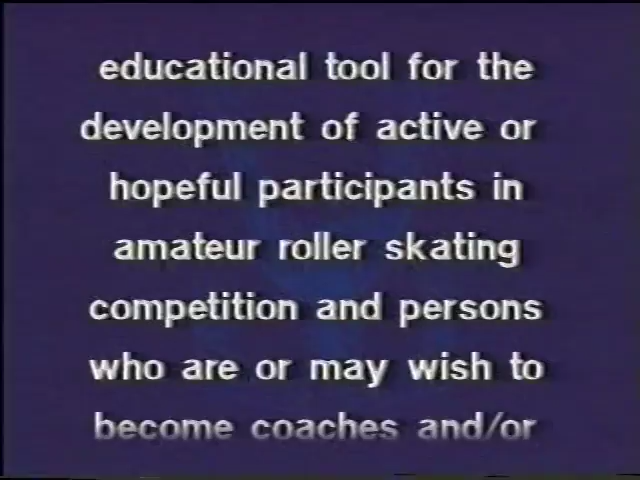 educational tool for the
development of active or
hopeful participants in
amateur roller skating
competition and persons
who are or may wish to
become coaches and/or